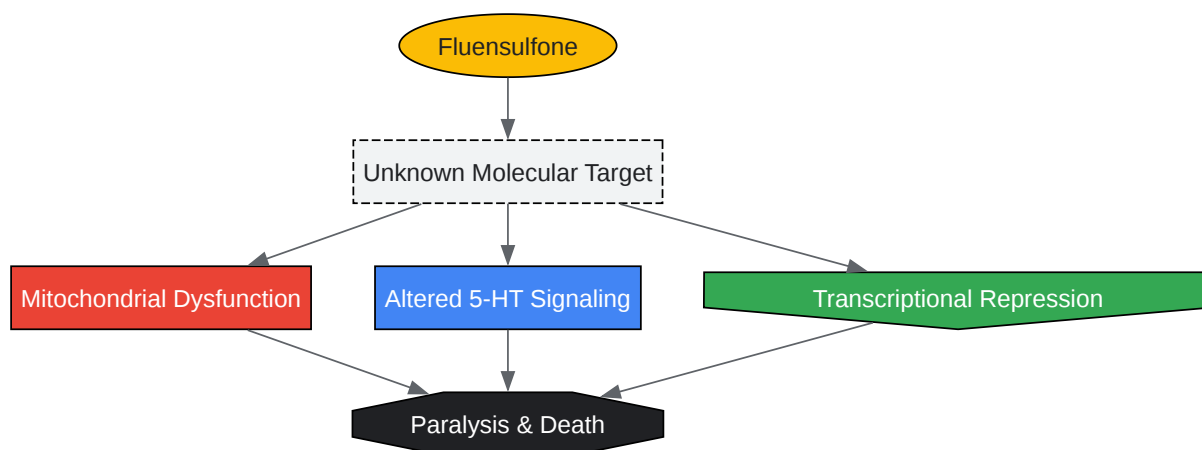 Fluensulfone
Unknown Molecular Target
Mitochondrial Dysfunction
Altered 5-HT Signaling
Transcriptional Repression
Paralysis & Death